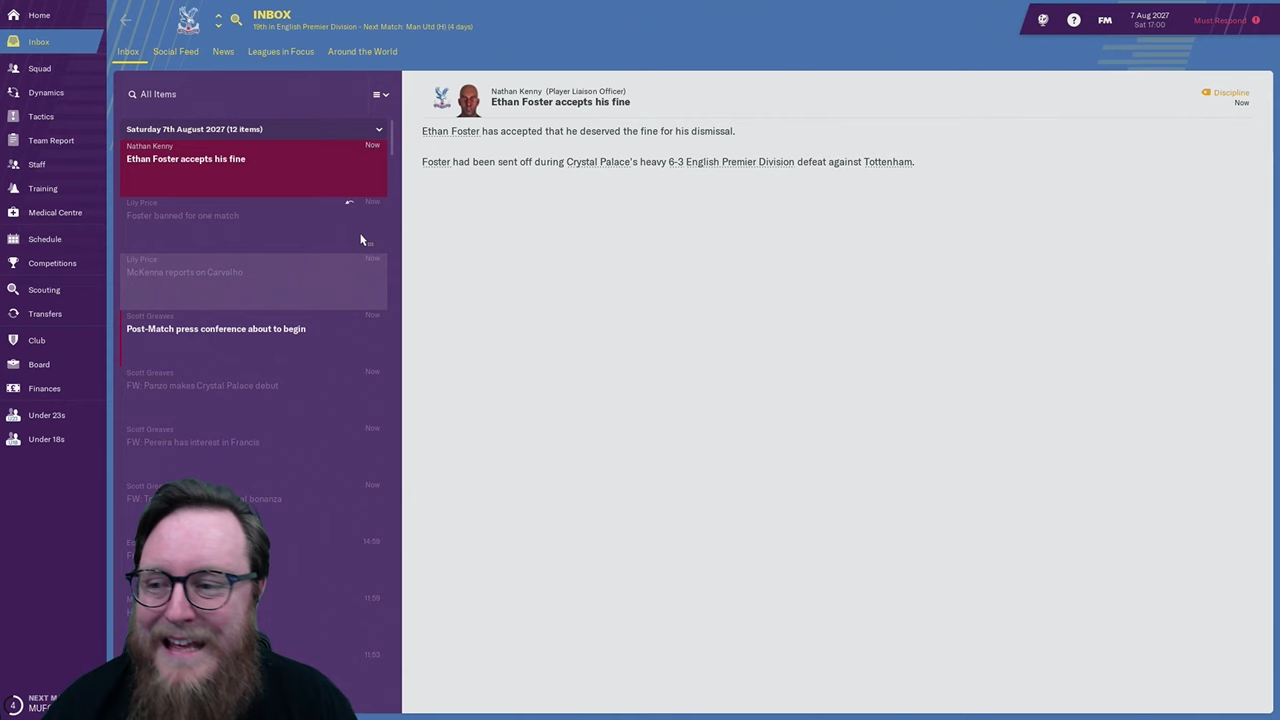 Home
Inbox
Squad
Dynamics
Tactics
Team Report
Staff
Training
Medical Centre
Schedule
Competitions
Scouting
Transfers
Club
Board
Finances
Under 23s
Under 18s
4
NEXT M
MUFC
INBOX
19th in English Premier Division - Next Match: Man Utd (H) (4 days)
?
FM
7 Aug 2027
Sat 17:00
Must Respond
Inbox
Social Feed
News
Leagues in Focus
Around the World
All Items
Saturday 7th August 2027 (12 items)
Nathan Kenny
Now
Ethan Foster accepts his fine
Lily Price
Now
Foster banned for one match
Lily Price
Now
McKenna reports on Carvalho
Scott Greaves
Now
Post-Match press conference about to begin
Scott Greaves
Now
FW: Panzo makes Crystal Palace debut
Scott Greaves
Now
FW: Pereira has interest in Francis
Scott Gre
Now
FW:
bonanza
14:59
11:59
11:53
Nathan Kenny (Player Liaison Officer)
Ethan Foster accepts his fine
Discipline
Now
Ethan Foster has accepted that he deserved the fine for his dismissal.
Foster had been sent off during Crystal Palace's heavy 6-3 English Premier Division defeat against Tottenham.